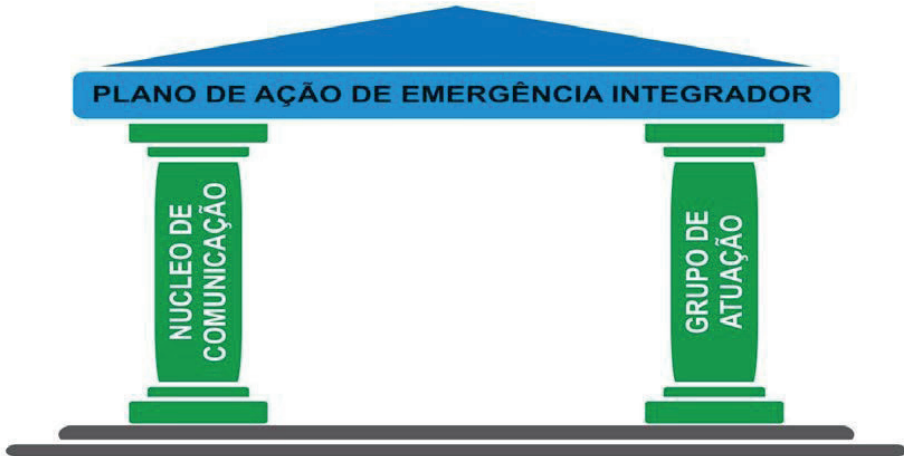 PLANO DE AÇÃO DE EMERGÊNCIA INTEGRADOR
NUCLEO DE
COMUNICAÇÃO
GRUPO DE
ATUAÇÃO